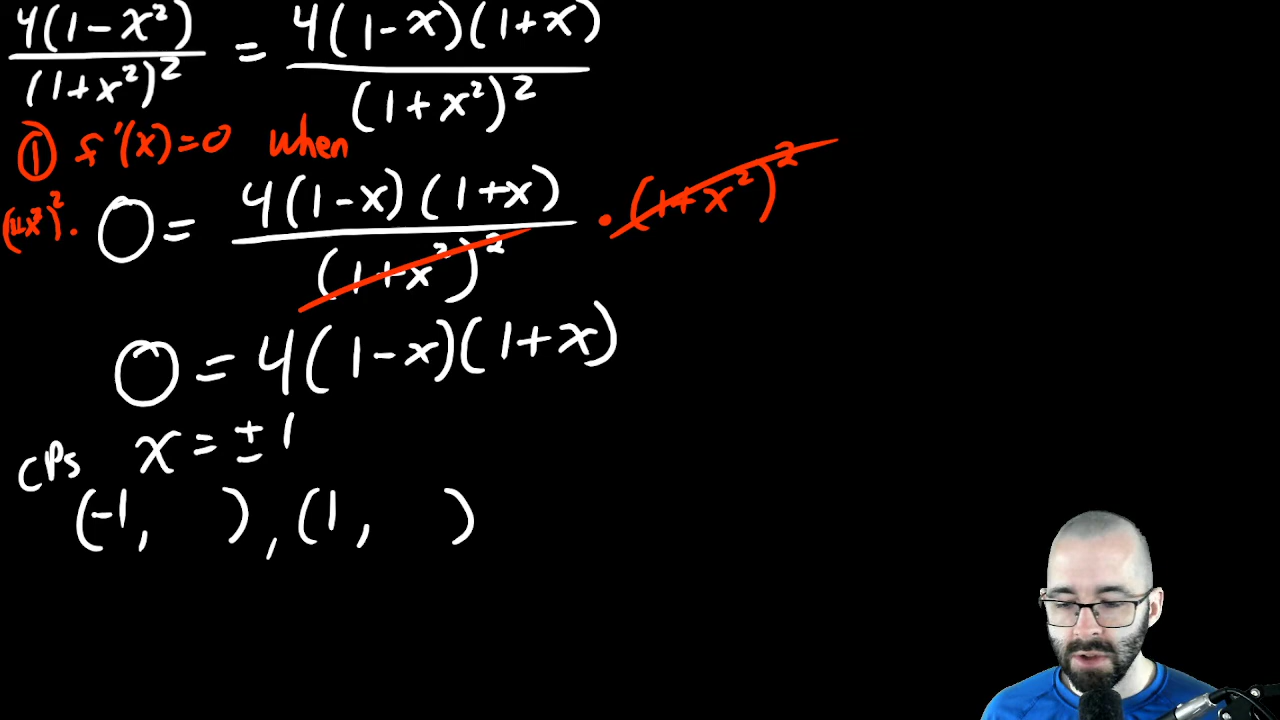 4(1-x²)/(1+x²)² = 4(1-x)(1+x)/(1+x²)²
① f'(x)=0 when
(1+x²)² · 0 = 4(1-x)(1+x)/(1+x²)² · (1+x²)²
0 = 4(1-x)(1+x)
CPs x = ±1
(-1, ), (1, )